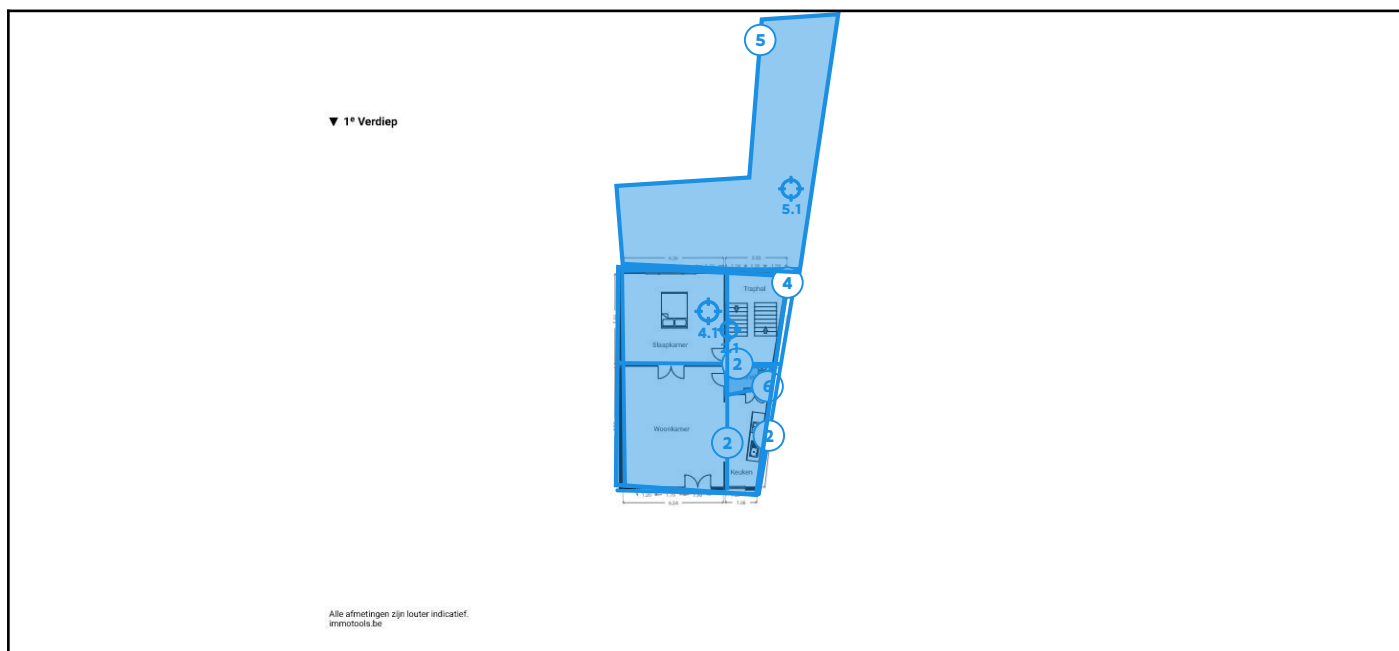 5
▼ 1ᵉ Verdiep
5.1
Traphal
4
4.1
Slaapkamer
2
6
Woonkamer
2
2
Keuken
Alle afmetingen zijn louter indicatief.
immotools.be